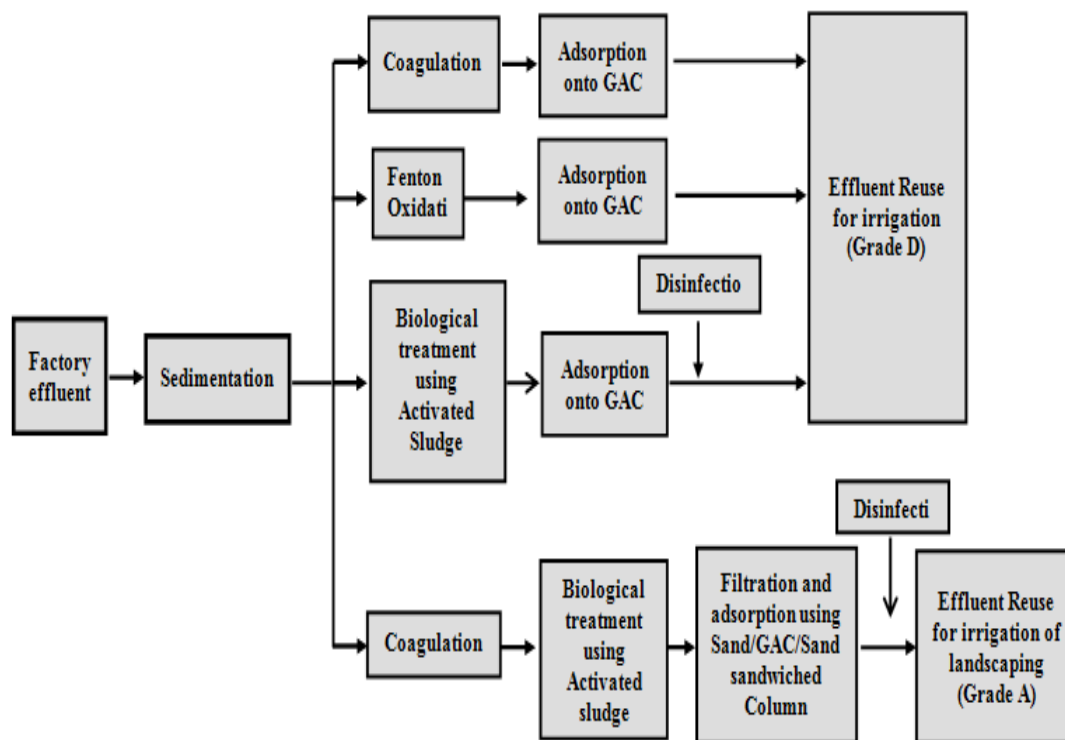 Coagulation
Adsorption
onto GAC
Fenton
Oxidati
Adsorption
onto GAC
Effluent Reuse
for irrigation
(Grade D)
Disinfectio
Factory
effluent
Sedimentation
Biological
treatment
using
Activated
Sludge
Adsorption
onto GAC
Disinfecti
Coagulation
Biological
treatment
using
Activated
sludge
Filtration and
adsorption using
Sand/GAC/Sand
sandwiched
Column
Effluent Reuse
for irrigation of
landscaping
(Grade A)